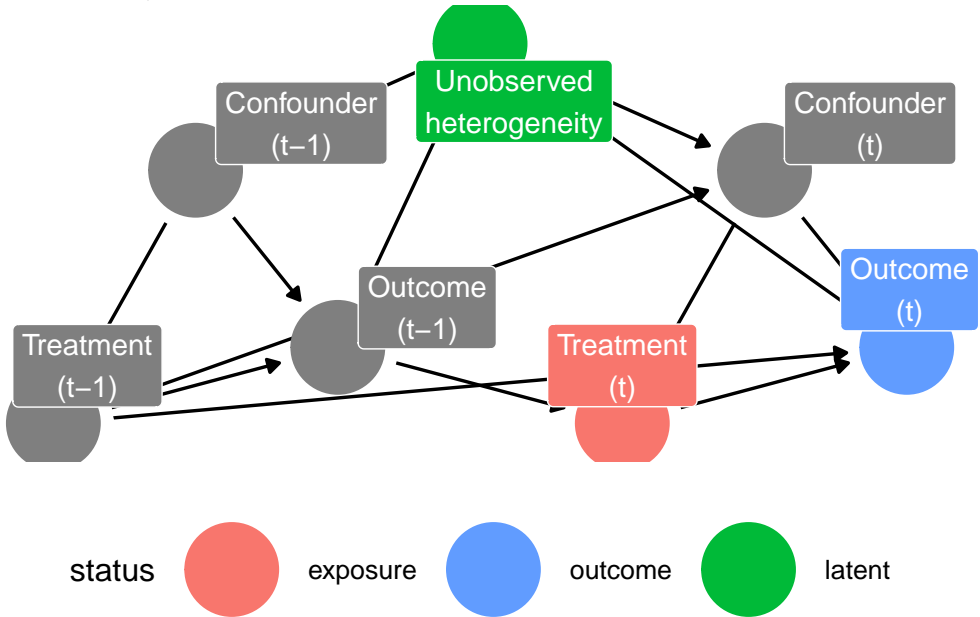 Unobserved
heterogeneity
Confounder
(t−1)
Confounder
(t)
Outcome
(t−1)
Outcome
(t)
Treatment
(t−1)
Treatment
(t)
status
exposure
outcome
latent